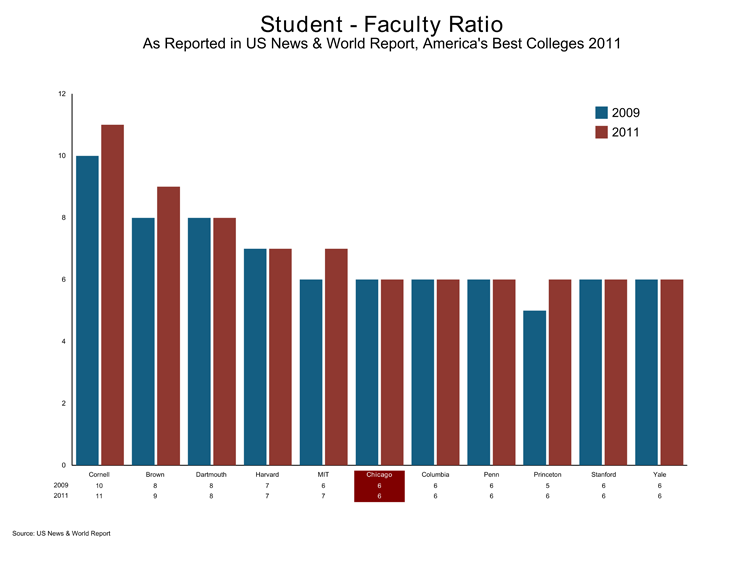 Student - Faculty Ratio
As Reported in US News & World Report, America's Best Colleges 2011
12
10
8
6
4
2
0
2009
2011
Cornell Brown Dartmouth Harvard MIT Chicago Columbia Penn Princeton Stanford Yale
2009 10 8 8 7 6 6 6 6 5 6 6
2011 11 9 8 7 7 6 6 6 6 6 6
Source: US News & World Report